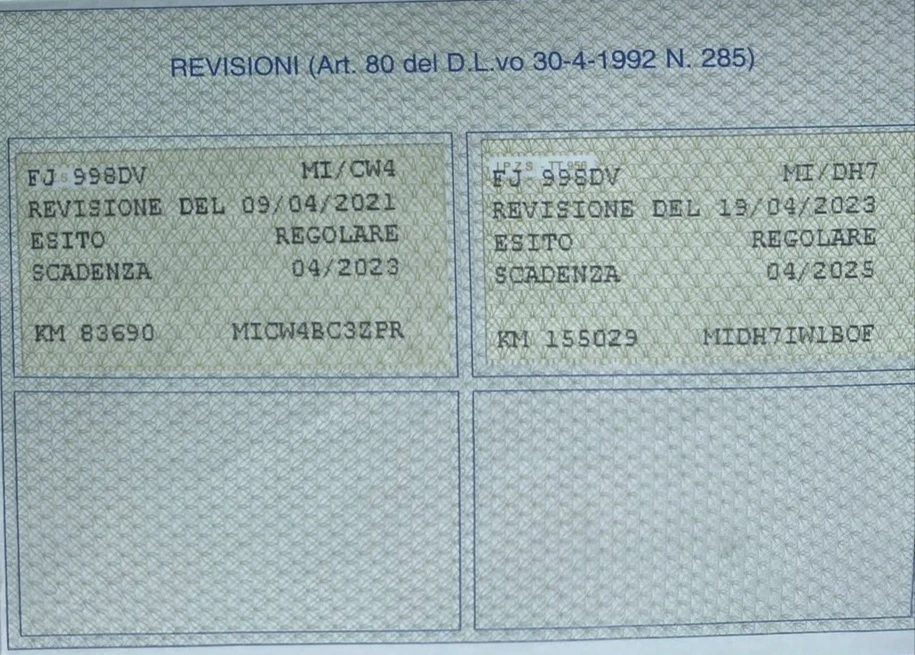 REVISIONI (Art. 80 del D.L.vo 30-4-1992 N. 285)
FJ 998DV MI/CW4
REVISIONE DEL 09/04/2021
ESITO REGOLARE
SCADENZA 04/2023
KM 83690 MICW4BC3ZPR
I.P.Z.S.
FJ 998DV MI/DH7
REVISIONE DEL 19/04/2023
ESITO REGOLARE
SCADENZA 04/2025
KM 155029 MIDH7IW1BOF